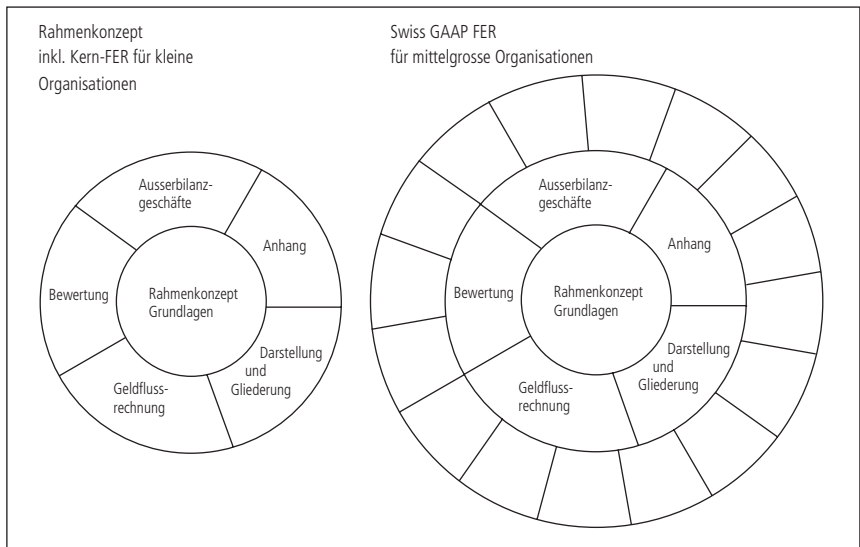 Rahmenkonzept
inkl. Kern-FER für kleine
Organisationen
Swiss GAAP FER
für mittelgrosse Organisationen
Ausserbilanz-
geschäfte
Anhang
Bewertung
Rahmenkonzept
Grundlagen
Darstellung
und
Gliederung
Geldfluss-
rechnung
Ausserbilanz-
geschäfte
Anhang
Bewertung
Rahmenkonzept
Grundlagen
Darstellung
und
Gliederung
Geldfluss-
rechnung